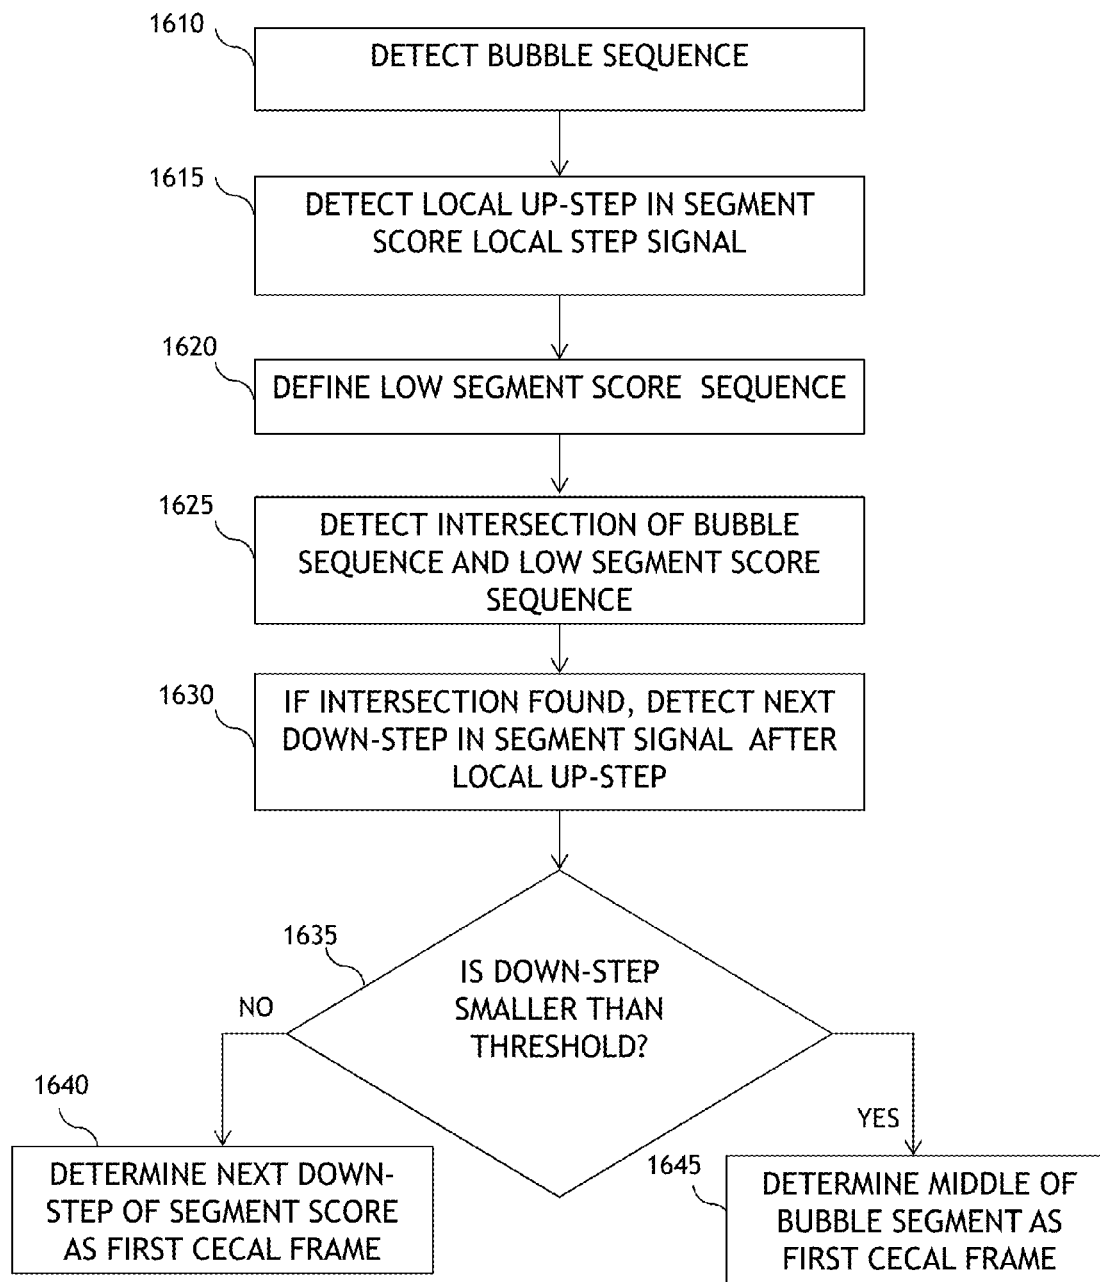 1610
DETECT BUBBLE SEQUENCE
1615
DETECT LOCAL UP-STEP IN SEGMENT
SCORE LOCAL STEP SIGNAL
1620
DEFINE LOW SEGMENT SCORE SEQUENCE
1625
DETECT INTERSECTION OF BUBBLE
SEQUENCE AND LOW SEGMENT SCORE
SEQUENCE
1630
IF INTERSECTION FOUND, DETECT NEXT
DOWN-STEP IN SEGMENT SIGNAL AFTER
LOCAL UP-STEP
1635
IS DOWN-STEP
SMALLER THAN
THRESHOLD?
NO
YES
1640
DETERMINE NEXT DOWN-
STEP OF SEGMENT SCORE
AS FIRST CECAL FRAME
1645
DETERMINE MIDDLE OF
BUBBLE SEGMENT AS
FIRST CECAL FRAME